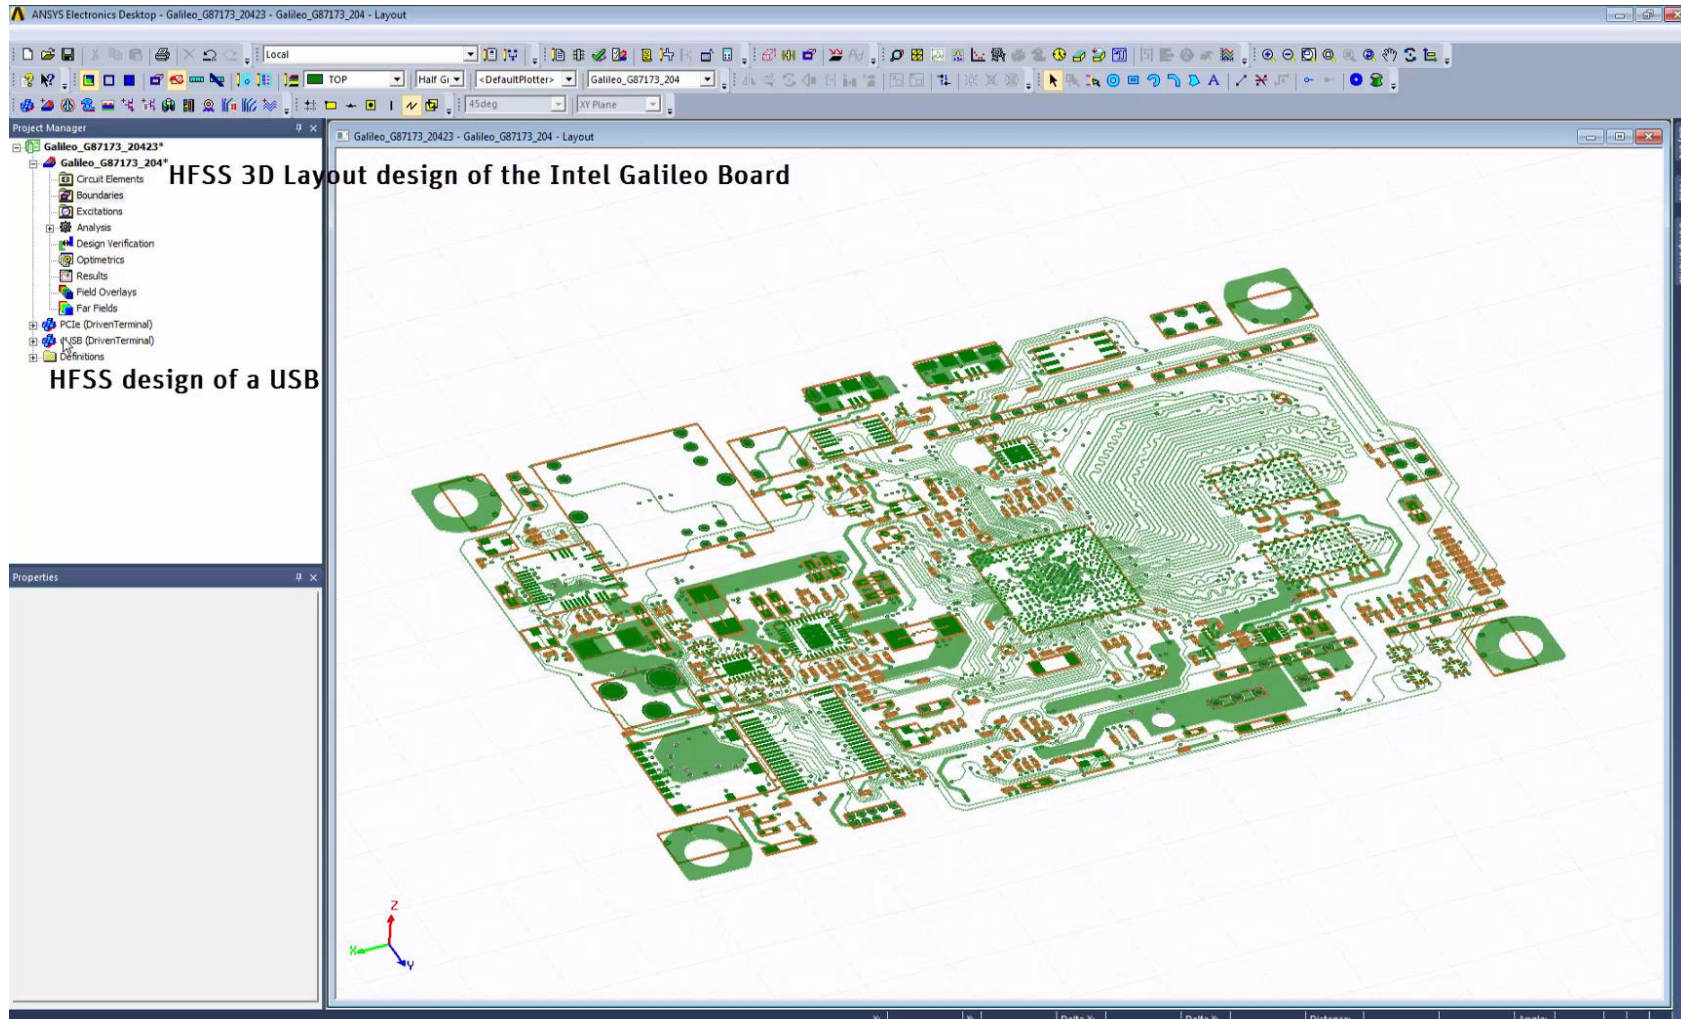 ANSYS Electronics Desktop - Galileo_G87173_20423 - Galileo_G87173_204 - Layout
Local
TOP
Half Gr
<DefaultPlotter>
Galileo_G87173_204
45deg
XY Plane
Project Manager
Galileo_G87173_20423 - Galileo_G87173_204 - Layout
Galileo_G87173_20423*
Galileo_G87173_204*
HFSS 3D Layout design of the Intel Galileo Board
Circuit Elements
Boundaries
Excitations
Analysis
Design Verification
Optimetrics
Results
Field Overlays
Far Fields
PCIe (DrivenTerminal)
USB (DrivenTerminal)
Definitions
HFSS design of a USB
Properties
Z
X
Y